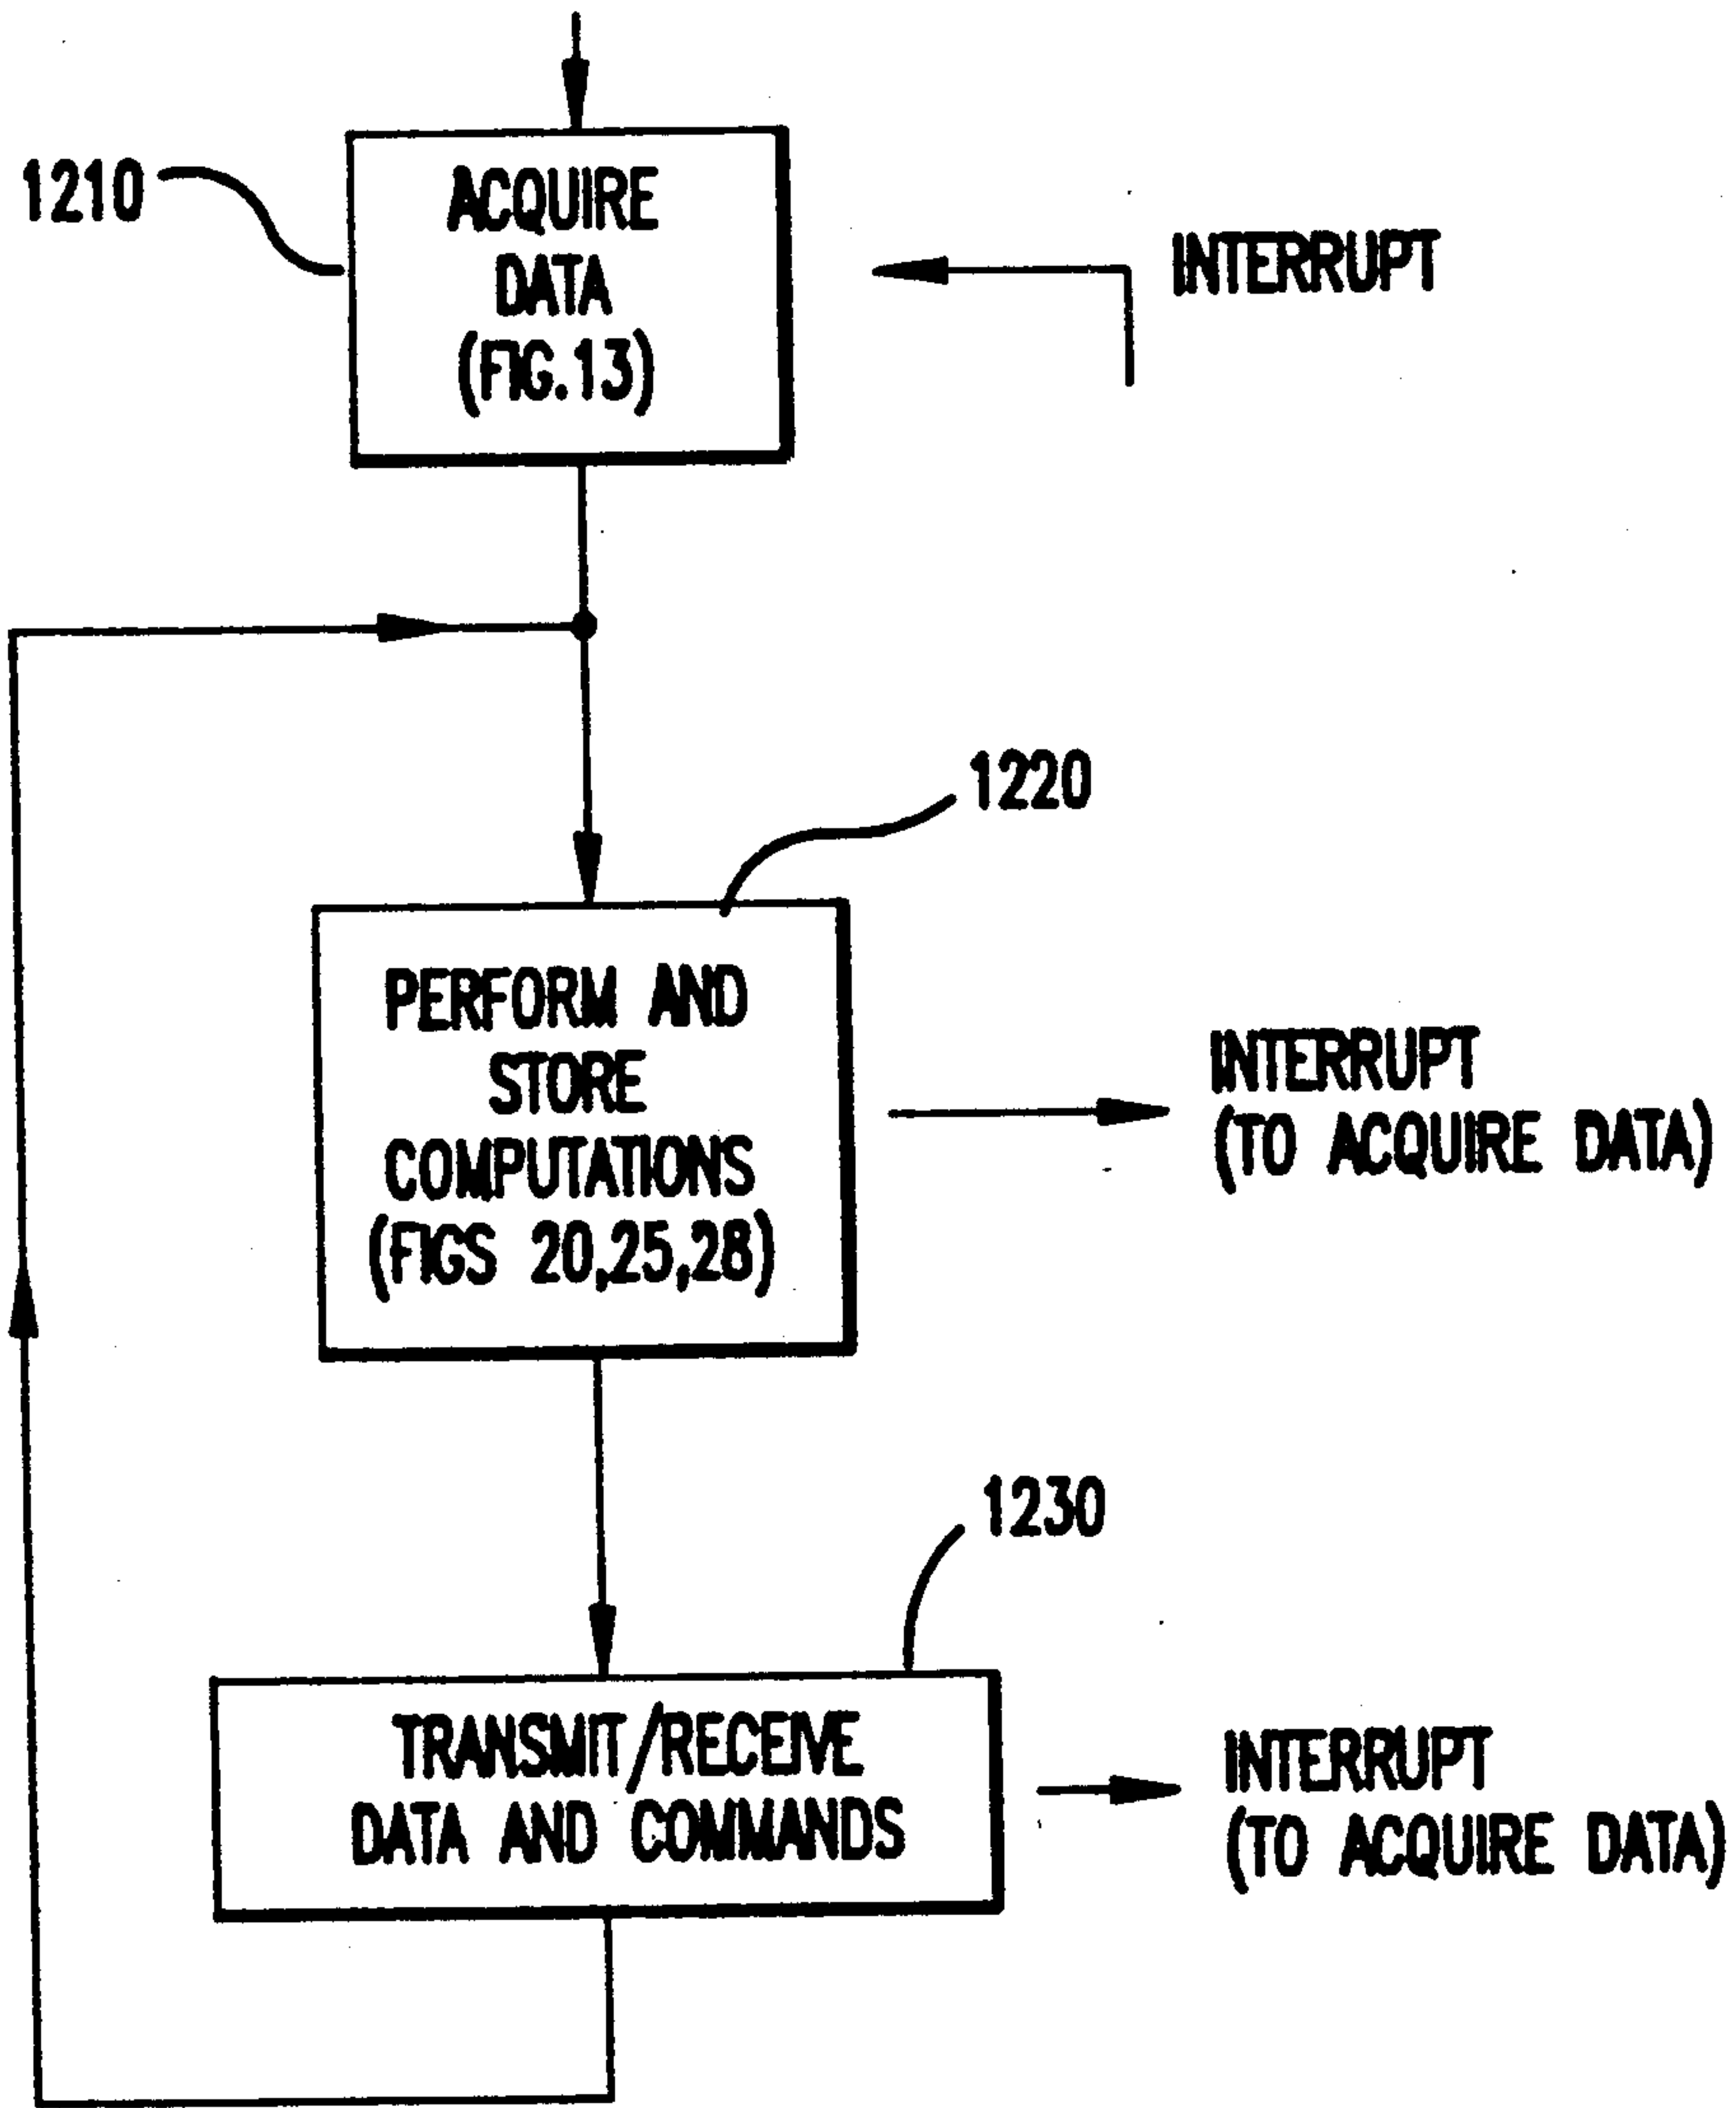 1210
ACQUIRE
DATA
(FIG.13)
INTERRUPT
1220
PERFORM AND
STORE
COMPUTATIONS
(FIGS 20,25,28)
INTERRUPT
(TO ACQUIRE DATA)
1230
TRANSMIT/RECEIVE
DATA AND COMMANDS
INTERRUPT
(TO ACQUIRE DATA)